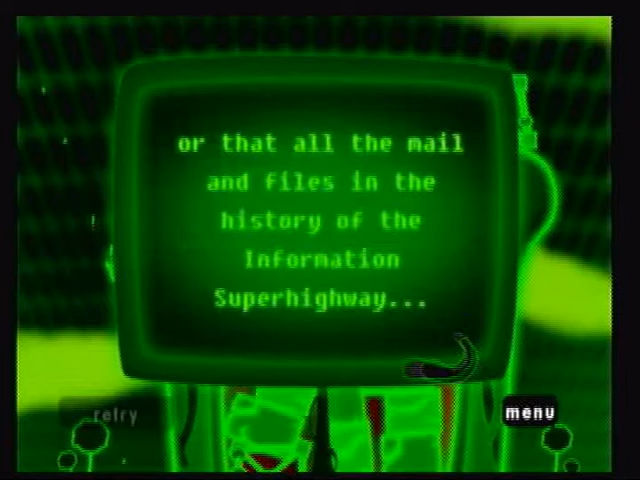 or that all the mail
and files in the
history of the
Information
Superhighway...
retry
menu